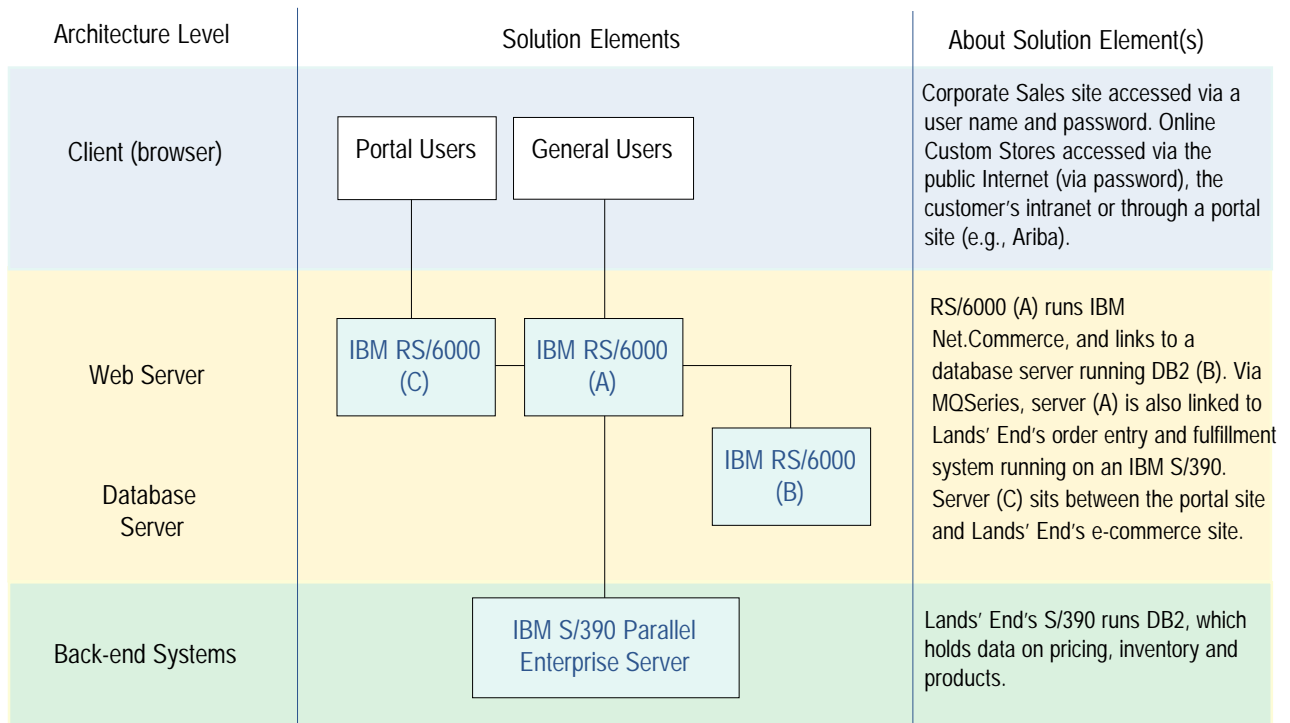 Architecture Level
Solution Elements
About Solution Element(s)
Client (browser)
Portal Users
General Users
Corporate Sales site accessed via a
user name and password. Online
Custom Stores accessed via the
public Internet (via password), the
customer's intranet or through a portal
site (e.g., Ariba).
Web Server
IBM RS/6000
(C)
IBM RS/6000
(A)
Database
Server
IBM RS/6000
(B)
RS/6000 (A) runs IBM
Net.Commerce, and links to a
database server running DB2 (B). Via
MQSeries, server (A) is also linked to
Lands' End's order entry and fulfillment
system running on an IBM S/390.
Server (C) sits between the portal site
and Lands' End's e-commerce site.
Back-end Systems
IBM S/390 Parallel
Enterprise Server
Lands' End's S/390 runs DB2, which
holds data on pricing, inventory and
products.